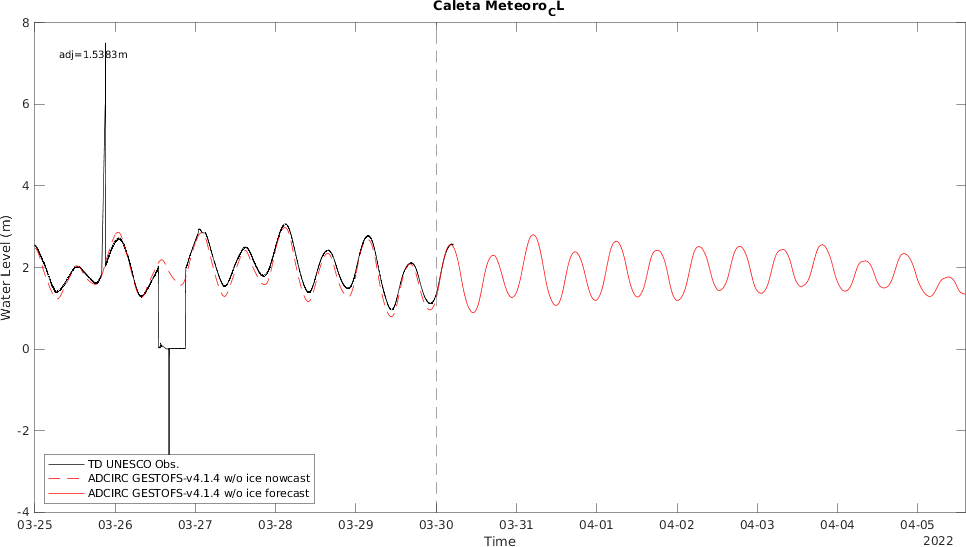 Caleta Meteoro_CL
adj=1.5383m
8
6
4
2
0
-2
-4
Water Level (m)
TD UNESCO Obs.
ADCIRC GESTOFS-v4.1.4 w/o ice nowcast
ADCIRC GESTOFS-v4.1.4 w/o ice forecast
03-25 03-26 03-27 03-28 03-29 03-30 03-31 04-01 04-02 04-03 04-04 04-05
Time
2022